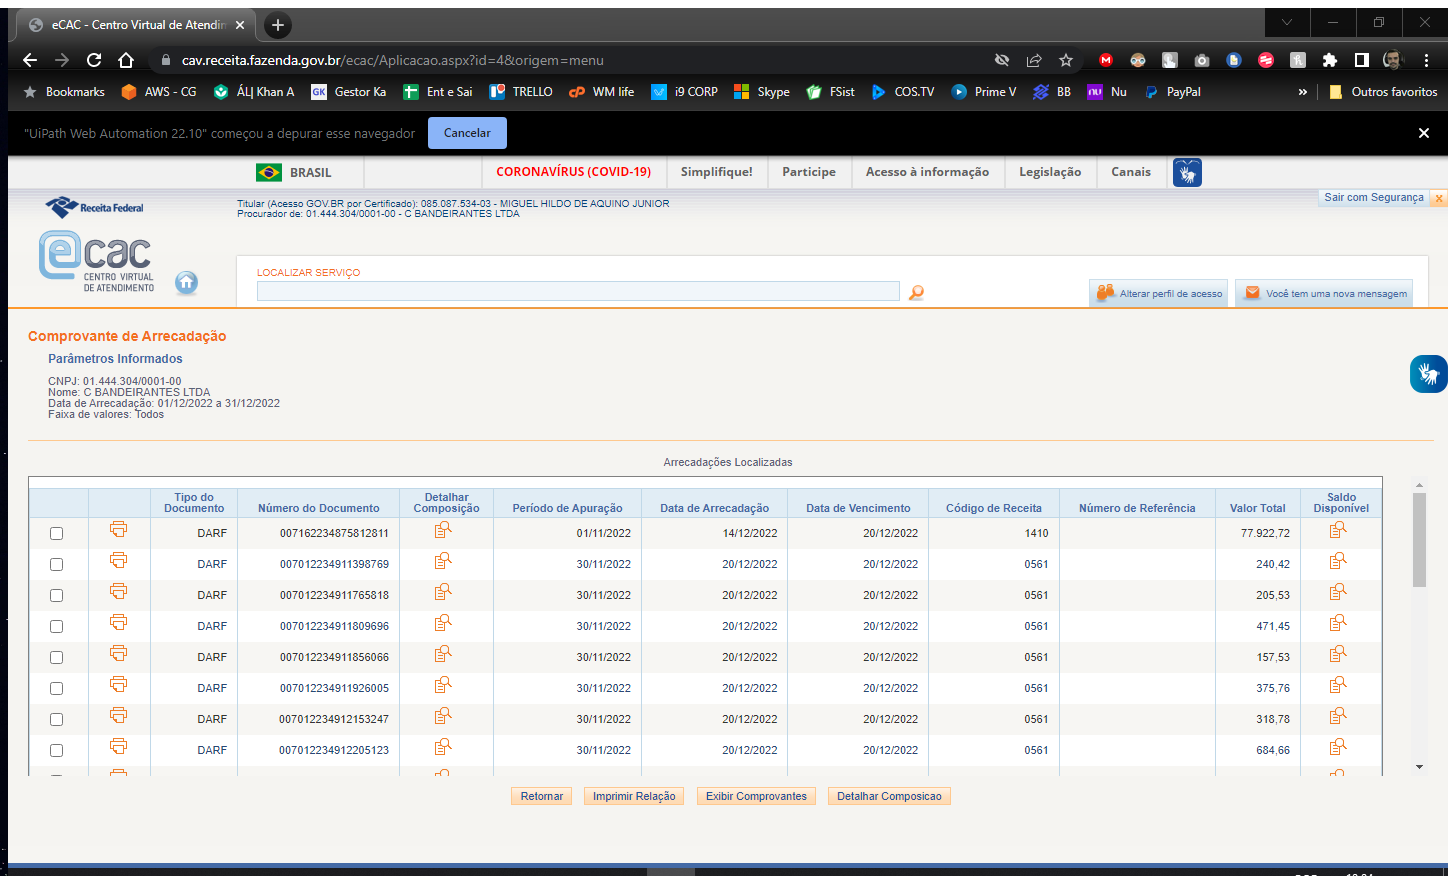 eCAC - Centro Virtual de Atendin
cav.receita.fazenda.gov.br/ecac/Aplicacao.aspx?id=4&origem=menu
Bookmarks AWS - CG ÁL| Khan A GK Gestor Ka Ent e Sai TRELLO WM life i9 CORP Skype FSist COS.TV Prime V BB nu Nu PayPal » Outros favoritos
"UiPath Web Automation 22.10" começou a depurar esse navegador Cancelar
BRASIL CORONAVÍRUS (COVID-19) Simplifique! Participe Acesso à informação Legislação Canais
Receita Federal
Titular (Acesso GOV.BR por Certificado): 085.087.534-03 - MIGUEL HILDO DE AQUINO JUNIOR
Procurador de: 01.444.304/0001-00 - C BANDEIRANTES LTDA
Sair com Segurança x
ecac
CENTRO VIRTUAL
DE ATENDIMENTO
LOCALIZAR SERVIÇO
Alterar perfil de acesso Você tem uma nova mensagem
Comprovante de Arrecadação
Parâmetros Informados
CNPJ: 01.444.304/0001-00
Nome: C BANDEIRANTES LTDA
Data de Arrecadação: 01/12/2022 a 31/12/2022
Faixa de valores: Todos
Arrecadações Localizadas
Tipo do Documento Número do Documento Detalhar Composição Período de Apuração Data de Arrecadação Data de Vencimento Código de Receita Número de Referência Valor Total Saldo Disponível
DARF 007162234875812811 01/11/2022 14/12/2022 20/12/2022 1410 77.922,72
DARF 007012234911398769 30/11/2022 20/12/2022 20/12/2022 0561 240,42
DARF 007012234911765818 30/11/2022 20/12/2022 20/12/2022 0561 205,53
DARF 007012234911809696 30/11/2022 20/12/2022 20/12/2022 0561 471,45
DARF 007012234911856066 30/11/2022 20/12/2022 20/12/2022 0561 157,53
DARF 007012234911926005 30/11/2022 20/12/2022 20/12/2022 0561 375,76
DARF 007012234912153247 30/11/2022 20/12/2022 20/12/2022 0561 318,78
DARF 007012234912205123 30/11/2022 20/12/2022 20/12/2022 0561 684,66
Retornar Imprimir Relação Exibir Comprovantes Detalhar Composicao